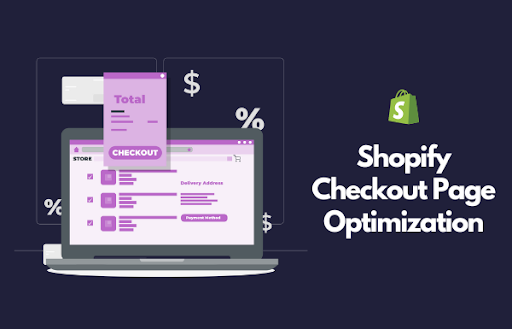 Total
CHECKOUT
STORE
Delivery Address
Payment Method
$
%
%
$
S
Shopify
Checkout Page
Optimization